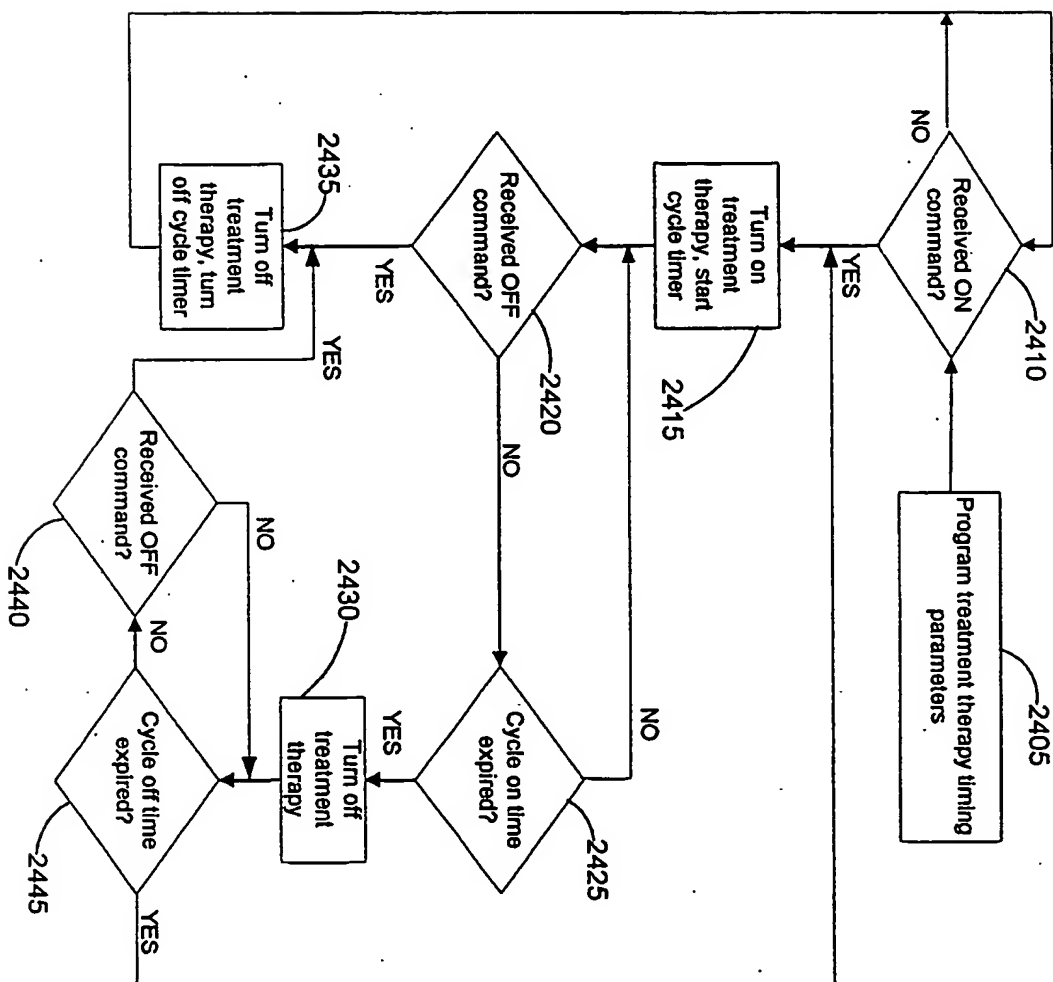 Program treatment therapy timing
parameters
2405
Received ON
command?
2410
NO
YES
Turn on
treatment
therapy, start
cycle timer
2415
Received OFF
command?
2420
NO
YES
Cycle on time
expired?
2425
NO
YES
Turn off
treatment
therapy
2430
Turn off
treatment
therapy, turn
off cycle timer
2435
YES
Received OFF
command?
2440
NO
NO
Cycle off time
expired?
2445
YES